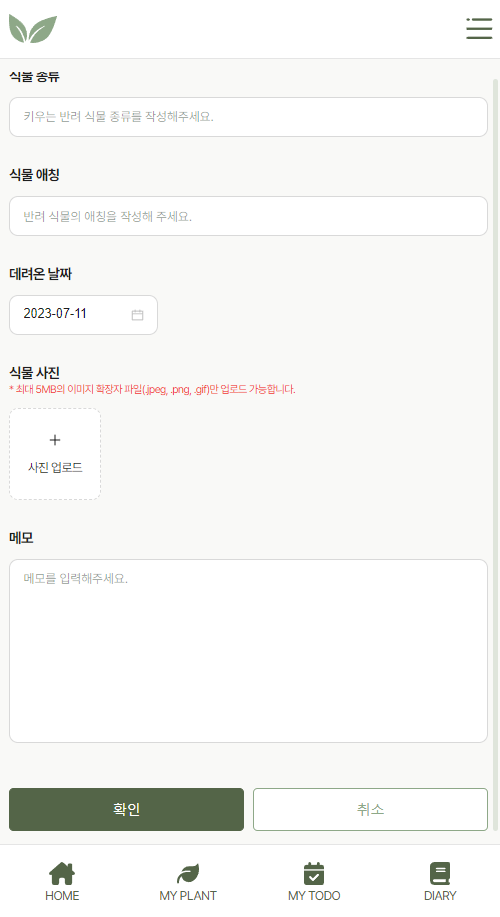 식물 종류
키우는 반려 식물 종류를 작성해주세요.
식물 애칭
반려 식물의 애칭을 작성해 주세요.
데려온 날짜
2023-07-11
식물 사진
* 최대 5MB의 이미지 확장자 파일(.jpeg, .png, .gif)만 업로드 가능합니다.
사진 업로드
메모
메모를 입력해주세요.
확인 취소
HOME MY PLANT MY TODO DIARY